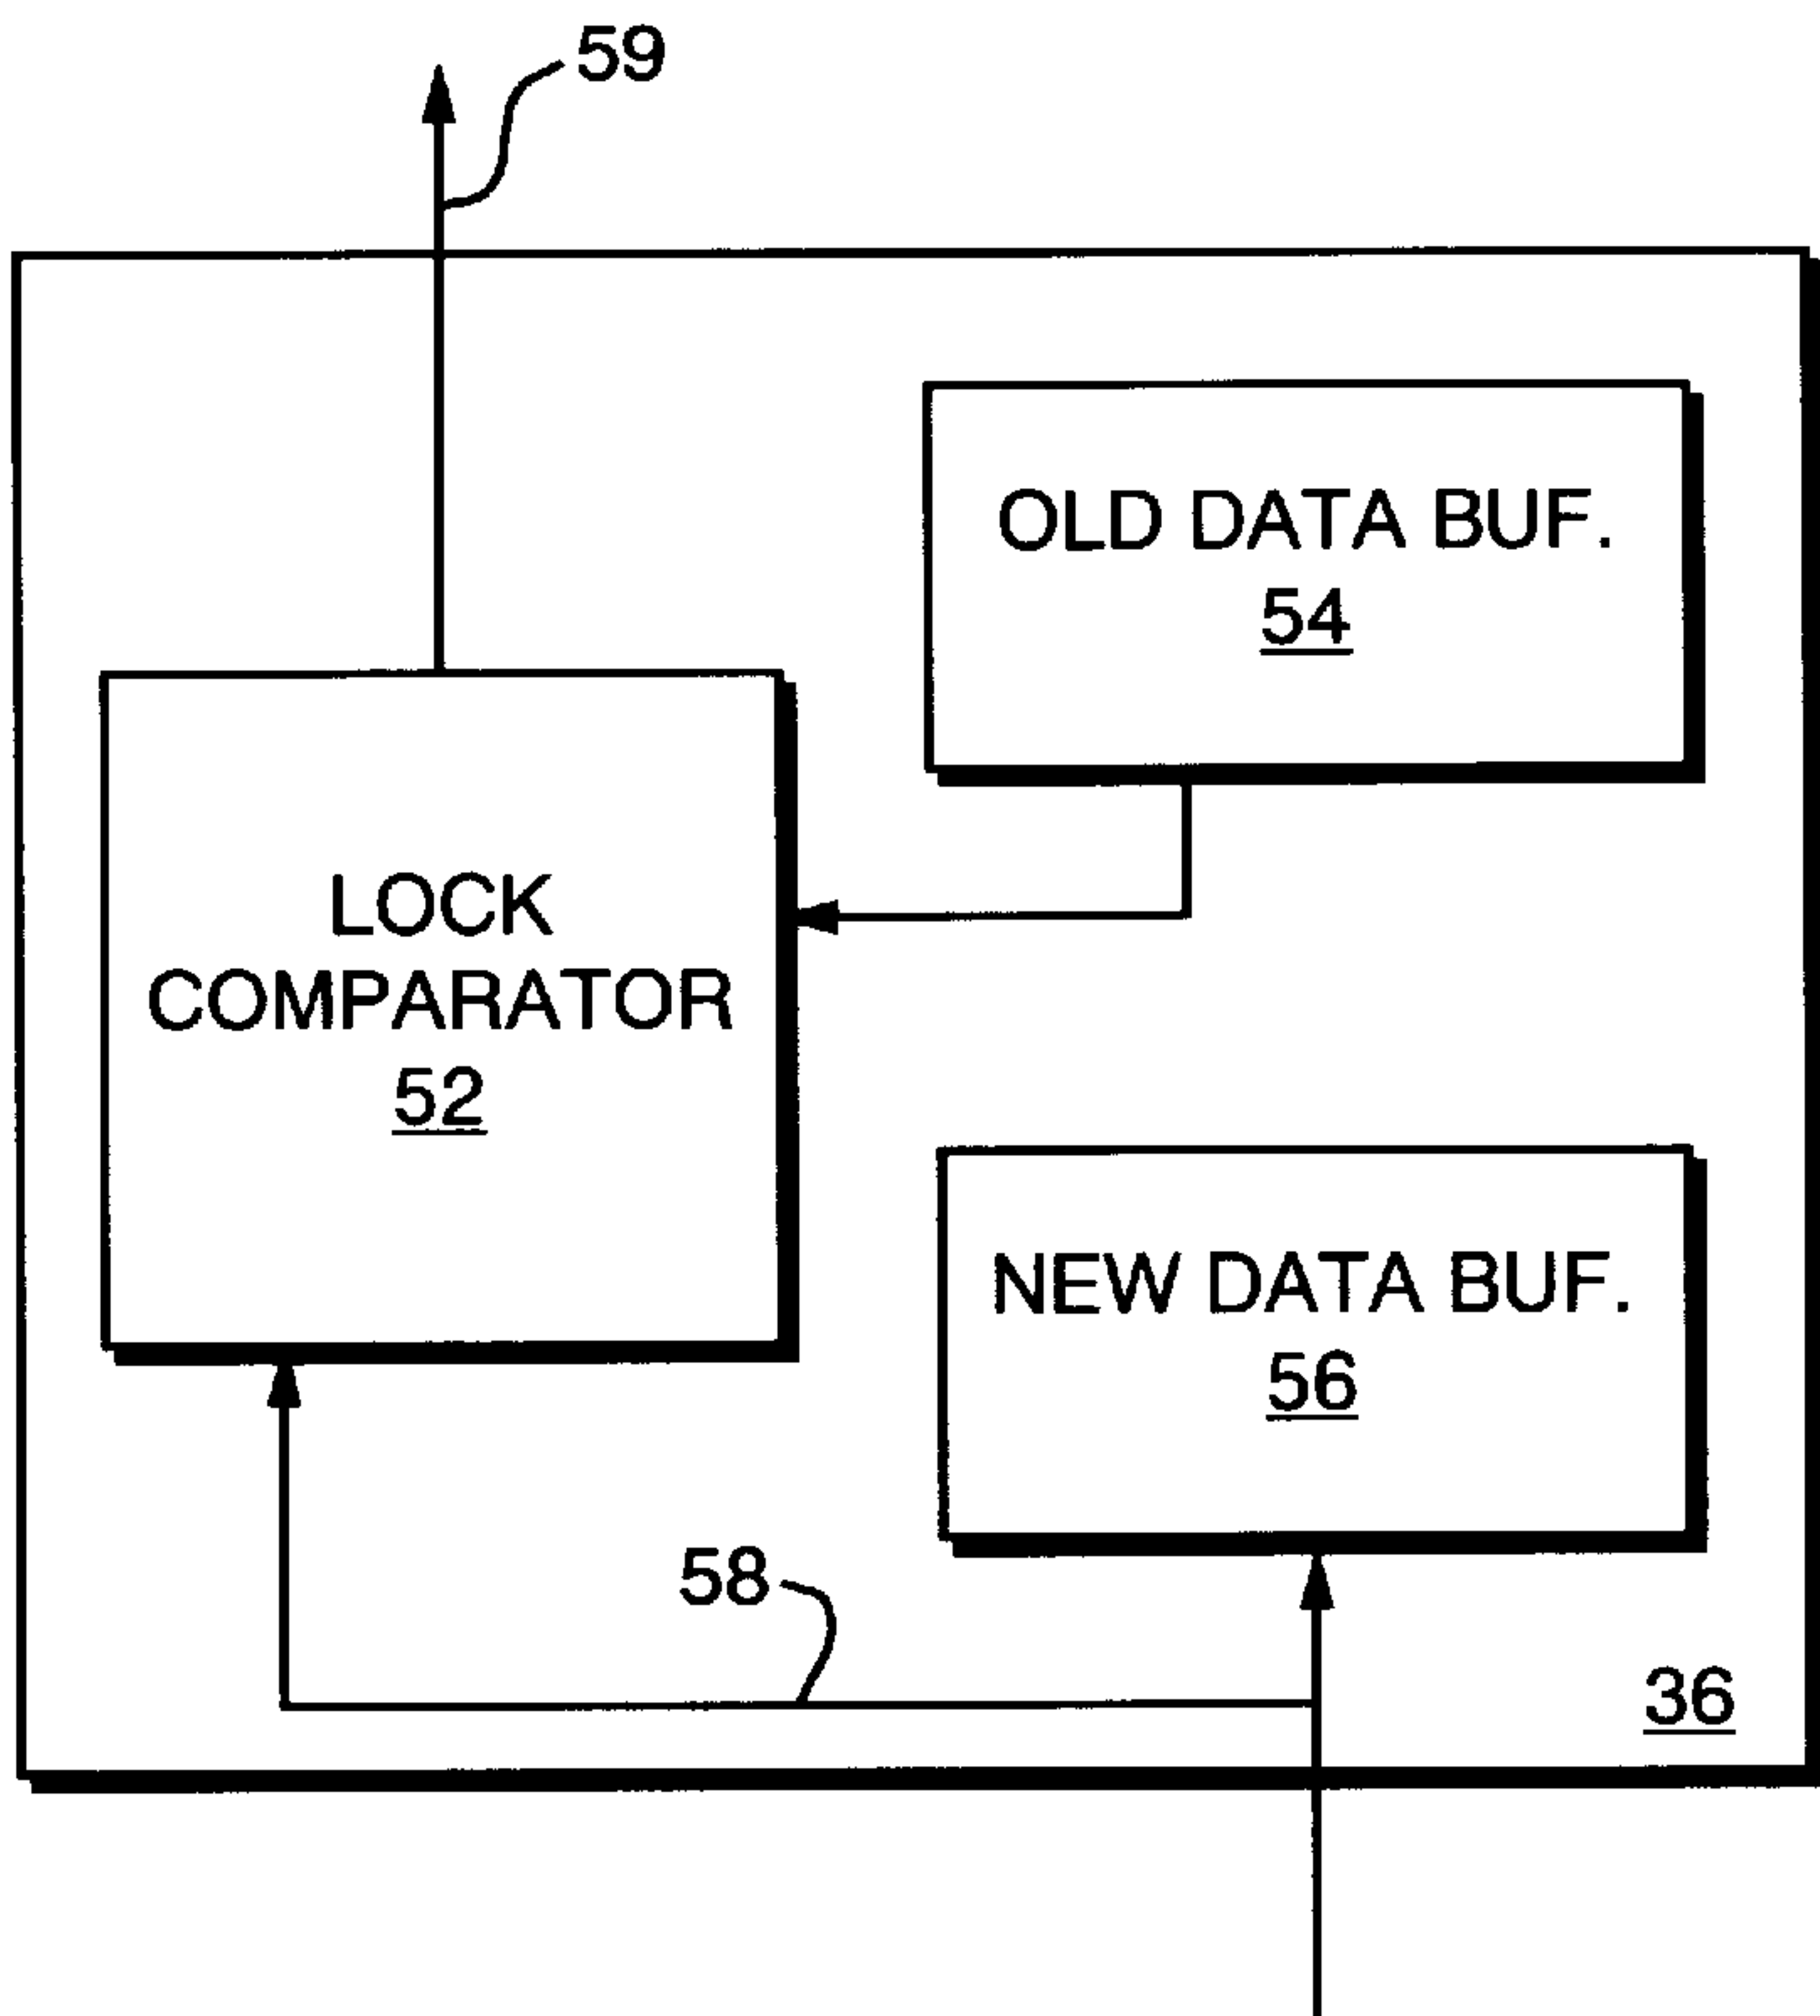 59
OLD DATA BUF.
54
LOCK
COMPARATOR
52
NEW DATA BUF.
56
58
36